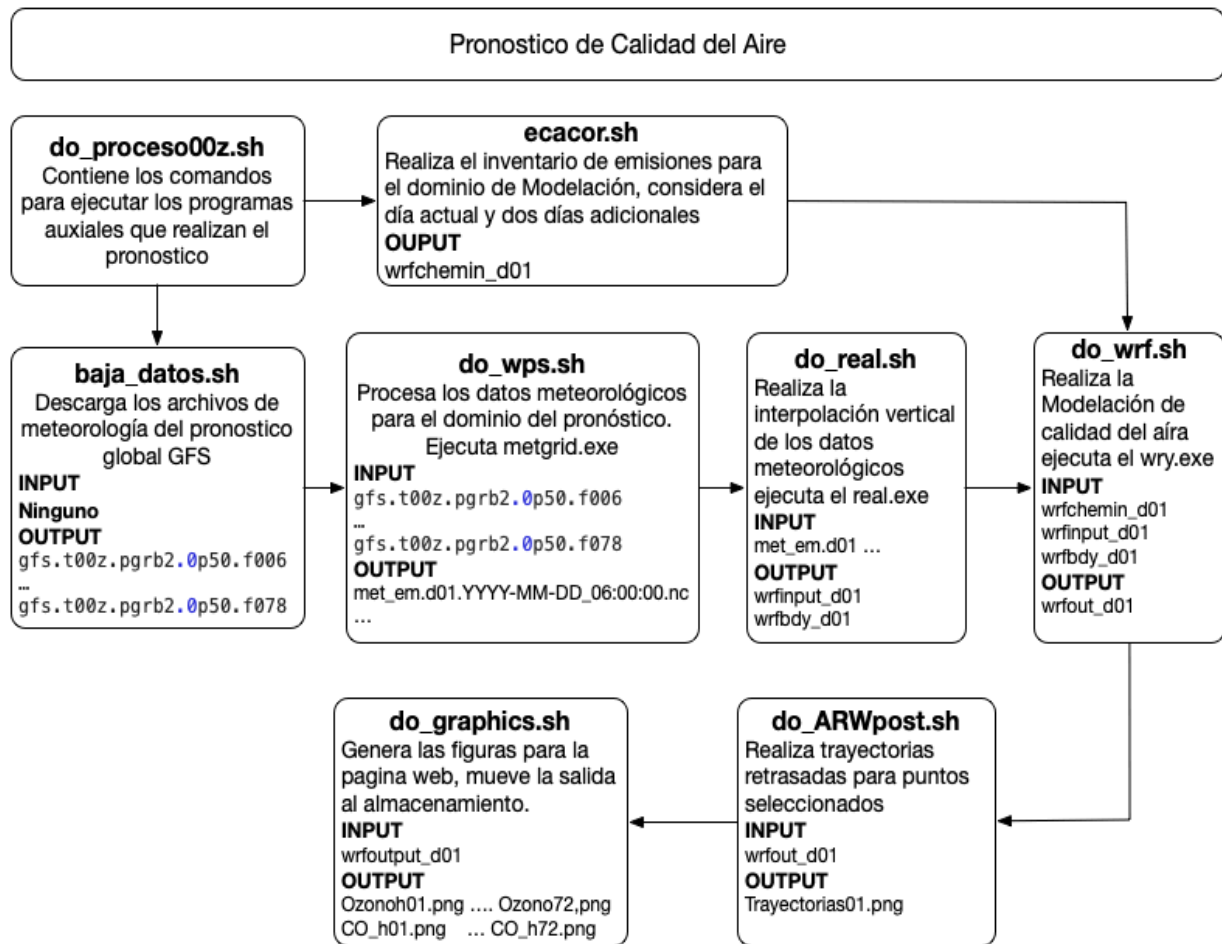 Pronostico de Calidad del Aire
do_proceso00z.sh
Contiene los comandos
para ejecutar los programas
auxiales que realizan el
pronostico
ecacor.sh
Realiza el inventario de emisiones para
el dominio de Modelación, considera el
día actual y dos días adicionales
OUPUT
wrfchemin_d01
baja_datos.sh
Descarga los archivos de
meteorología del pronostico
global GFS
INPUT
Ninguno
OUTPUT
gfs.t00z.pgrb2.0p50.f006
…
gfs.t00z.pgrb2.0p50.f078
do_wps.sh
Procesa los datos meteorológicos
para el dominio del pronóstico.
Ejecuta metgrid.exe
INPUT
gfs.t00z.pgrb2.0p50.f006
…
gfs.t00z.pgrb2.0p50.f078
OUTPUT
met_em.d01.YYYY-MM-DD_06:00:00.nc
…
do_real.sh
Realiza la
interpolación vertical
de los datos
meteorológicos
ejecuta el real.exe
INPUT
met_em.d01 ...
OUTPUT
wrfinput_d01
wrfbdy_d01
do_wrf.sh
Realiza la
Modelación de
calidad del aíra
ejecuta el wry.exe
INPUT
wrfchemin_d01
wrfinput_d01
wrfbdy_d01
OUTPUT
wrfout_d01
do_graphics.sh
Genera las figuras para la
pagina web, mueve la salida
al almacenamiento.
INPUT
wrfoutput_d01
OUTPUT
Ozonoh01.png .... Ozono72,png
CO_h01.png ... CO_h72.png
do_ARWpost.sh
Realiza trayectorias
retrasadas para puntos
seleccionados
INPUT
wrfout_d01
OUTPUT
Trayectorias01.png